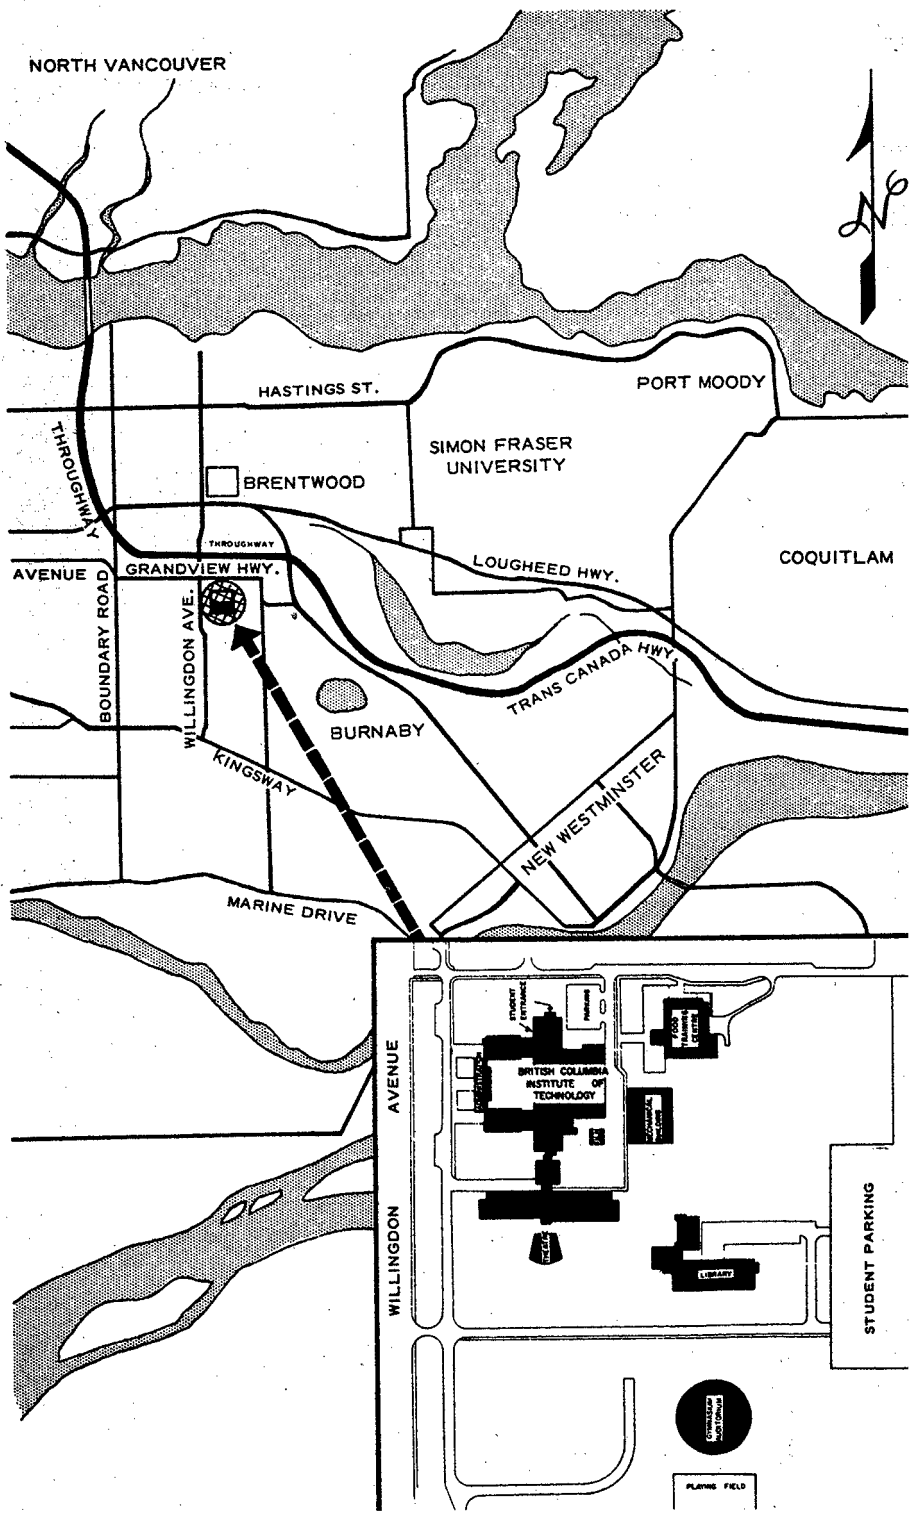 NORTH VANCOUVER
N
HASTINGS ST.
PORT MOODY
THROUGHWAY
SIMON FRASER
UNIVERSITY
BRENTWOOD
THROUGHWAY
LOUGHEED HWY.
COQUITLAM
AVENUE
GRANDVIEW HWY.
BOUNDARY ROAD
WILLINGDON AVE.
TRANS CANADA HWY
BURNABY
KINGSWAY
NEW WESTMINSTER
MARINE DRIVE
WILLINGDON AVENUE
STUDENT
ENTRANCE
PARKING
FOOD
TRAINING
CENTRE
BRITISH COLUMBIA
INSTITUTE OF
TECHNOLOGY
THEATRE
LIBRARY
STUDENT PARKING
GYMNASIUM
AUDITORIUM
PLAYING FIELD